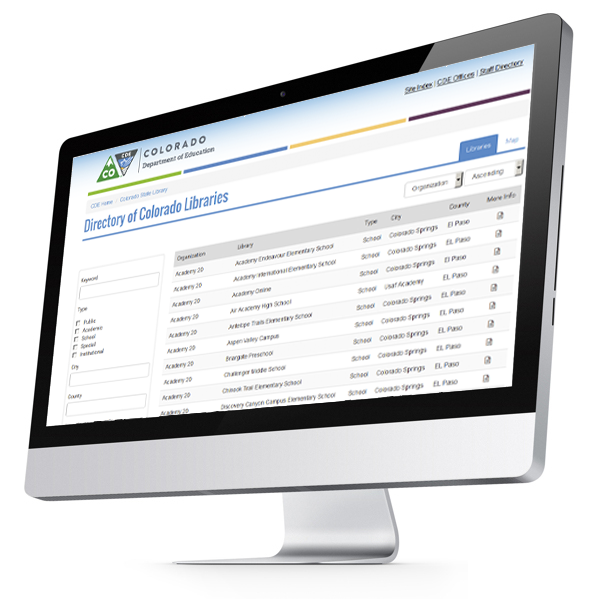 Site Index | CDE Offices | Staff Directory
CO
CDE
COLORADO
Department of Education
CDE Home | Colorado State Library
Libraries Map
Directory of Colorado Libraries
Organization Ascending
Keyword
Type
Public
Academic
School
Special
Institutional
City
County
Organization Library Type City County More Info
Academy 20 Academy Endeavour Elementary School School Colorado Springs El Paso
Academy 20 Academy International Elementary School School Colorado Springs EL Paso
Academy 20 Academy Online School Colorado Springs EL Paso
Academy 20 Air Academy High School School Usaf Academy EL Paso
Academy 20 Antelope Trails Elementary School School Colorado Springs EL Paso
Academy 20 Aspen Valley Campus School Colorado Springs EL Paso
Academy 20 Briargate Preschool School Colorado Springs EL Paso
Academy 20 Challenger Middle School School Colorado Springs EL Paso
Academy 20 Chinook Trail Elementary School School Colorado Springs EL Paso
Academy 20 Discovery Canyon Campus Elementary School School Colorado Springs EL Paso